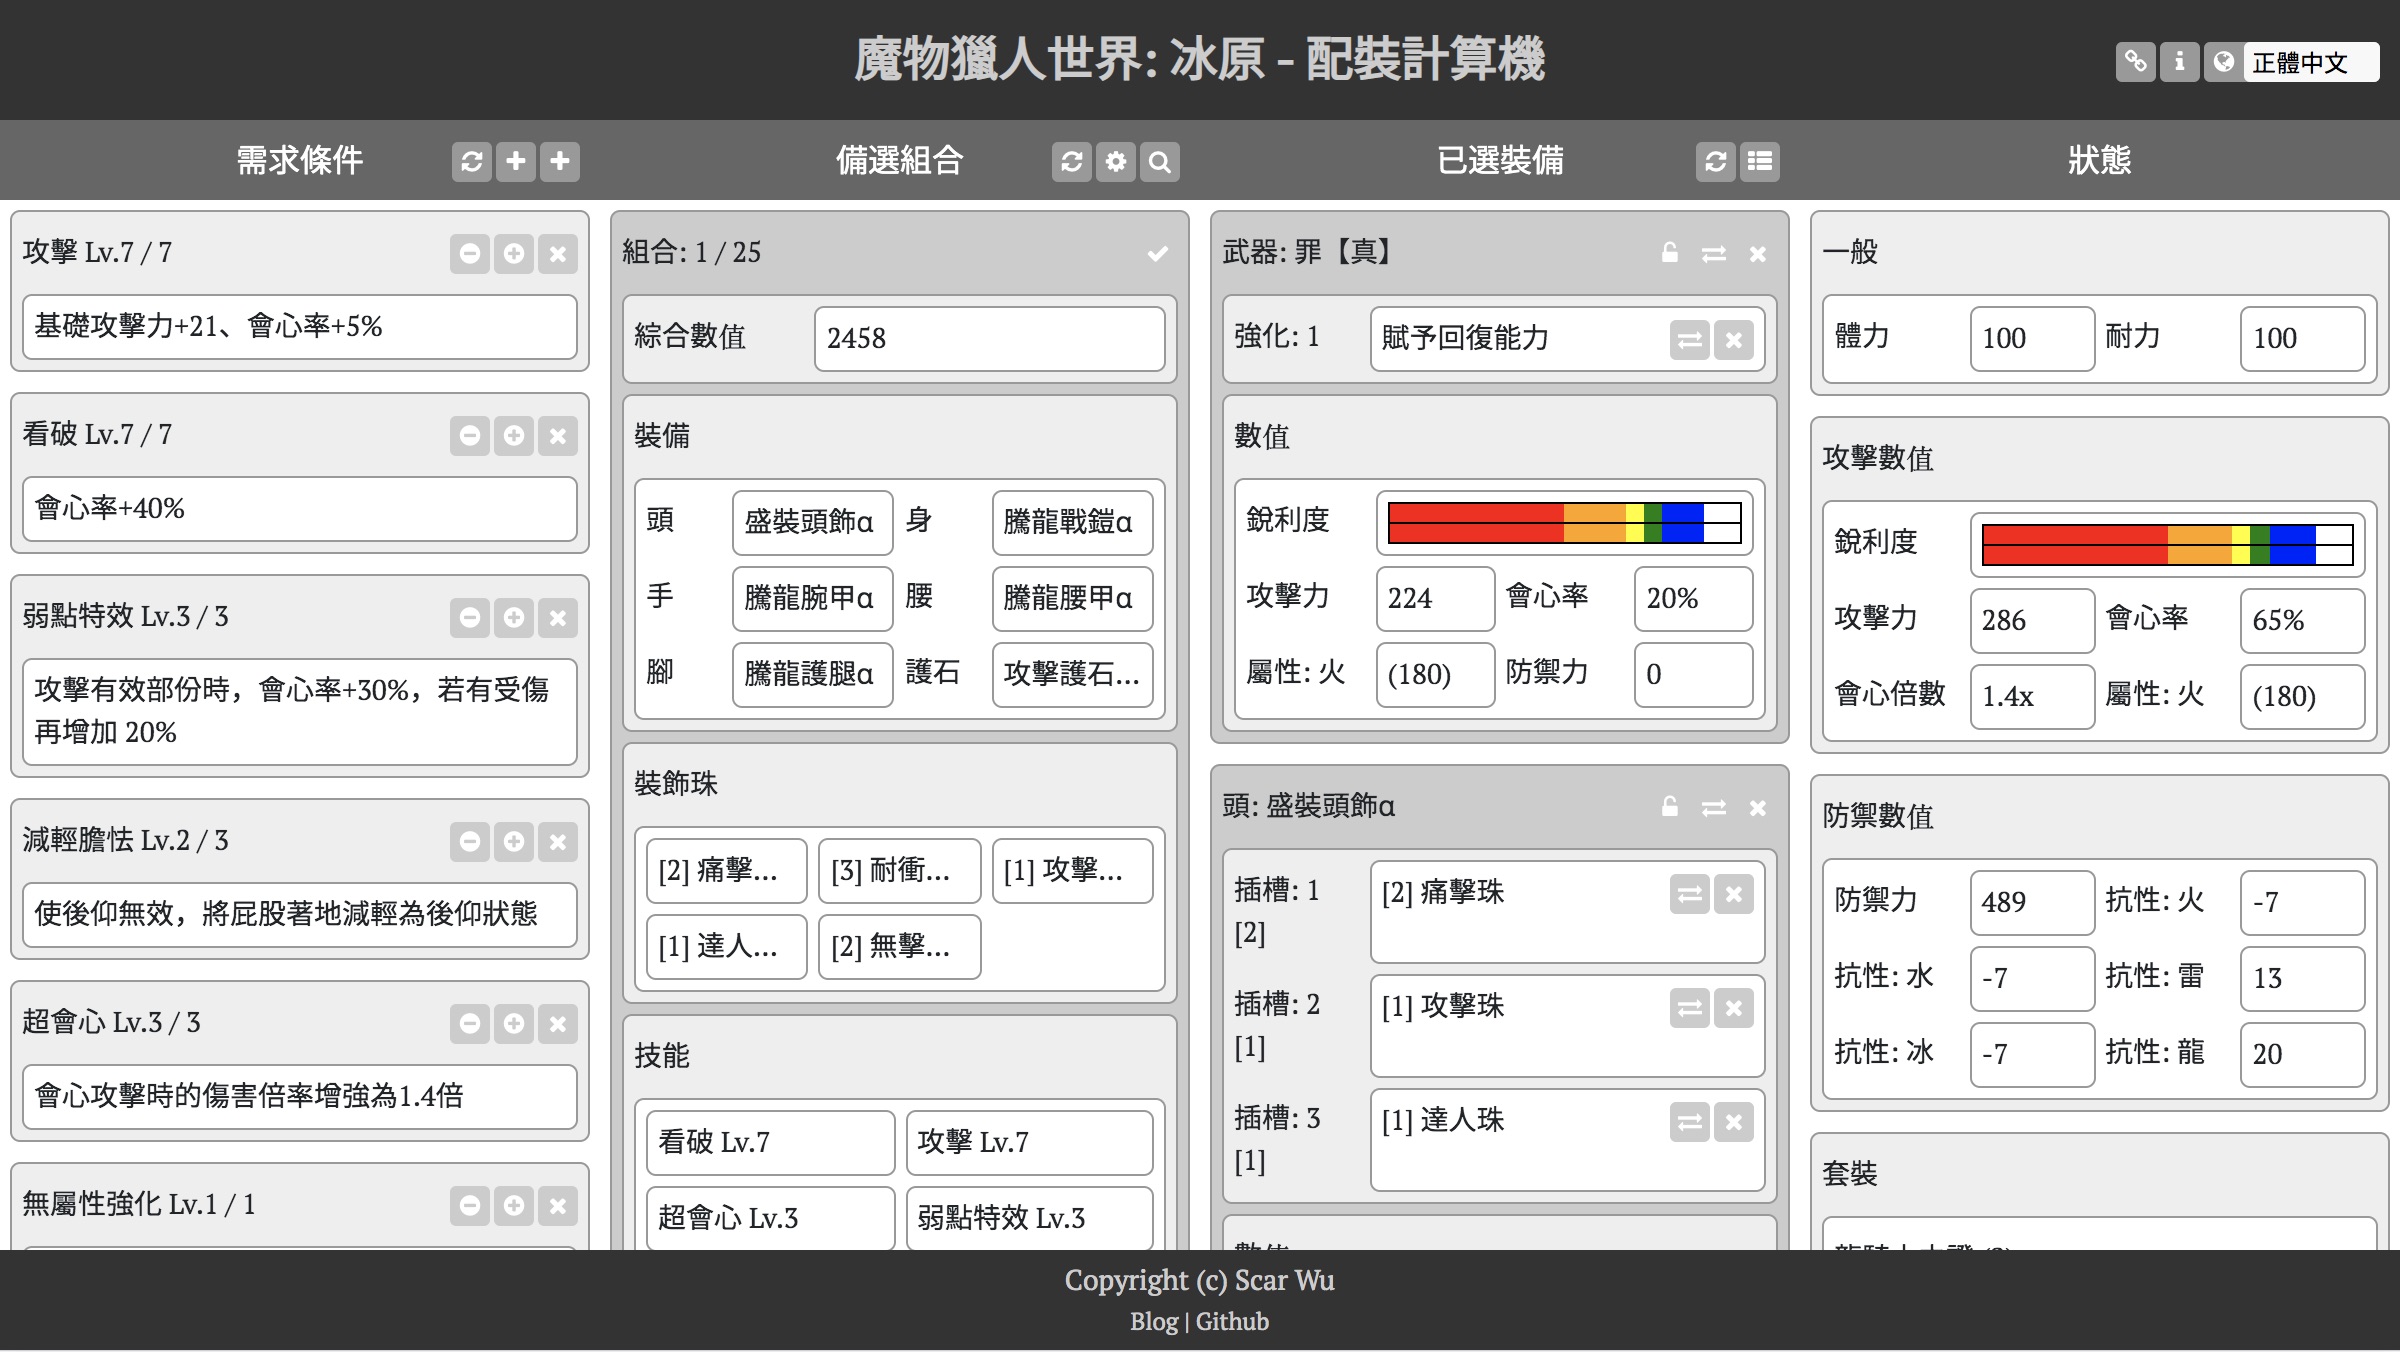 魔物獵人世界: 冰原 - 配裝計算機
正體中文
需求條件
備選組合
已選裝備
狀態
攻擊 Lv.7 / 7
基礎攻擊力+21、會心率+5%
看破 Lv.7 / 7
會心率+40%
弱點特效 Lv.3 / 3
攻擊有效部份時，會心率+30%，若有受傷
再增加 20%
減輕膽怯 Lv.2 / 3
使後仰無效，將屁股著地減輕為後仰狀態
超會心 Lv.3 / 3
會心攻擊時的傷害倍率增強為1.4倍
無屬性強化 Lv.1 / 1
組合: 1 / 25
綜合數值 2458
裝備
頭 盛裝頭飾α 身 騰龍戰鎧α
手 騰龍腕甲α 腰 騰龍腰甲α
腳 騰龍護腿α 護石 攻擊護石...
裝飾珠
[2] 痛擊... [3] 耐衝... [1] 攻擊...
[1] 達人... [2] 無擊...
技能
看破 Lv.7 攻擊 Lv.7
超會心 Lv.3 弱點特效 Lv.3
武器: 罪【真】
強化: 1 賦予回復能力
數值
銳利度
攻擊力 224 會心率 20%
屬性: 火 (180) 防禦力 0
頭: 盛裝頭飾α
插槽: 1 [2] 痛擊珠
[2]
插槽: 2 [1] 攻擊珠
[1]
插槽: 3 [1] 達人珠
[1]
數值
一般
體力 100 耐力 100
攻擊數值
銳利度
攻擊力 286 會心率 65%
會心倍數 1.4x 屬性: 火 (180)
防禦數值
防禦力 489 抗性: 火 -7
抗性: 水 -7 抗性: 雷 13
抗性: 冰 -7 抗性: 龍 20
套裝
Copyright (c) Scar Wu
Blog | Github